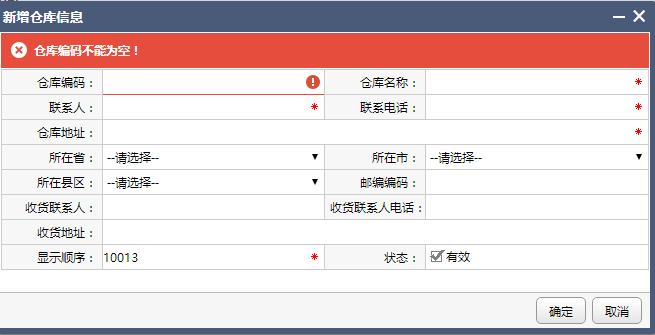 新增仓库信息
仓库编码不能为空！
仓库编码： 仓库名称： *
联系人： * 联系电话： *
仓库地址： *
所在省： --请选择-- 所在市： --请选择--
所在县区： --请选择-- 邮编编码：
收货联系人： 收货联系人电话：
收货地址：
显示顺序： 10013 * 状态： 有效
确定 取消